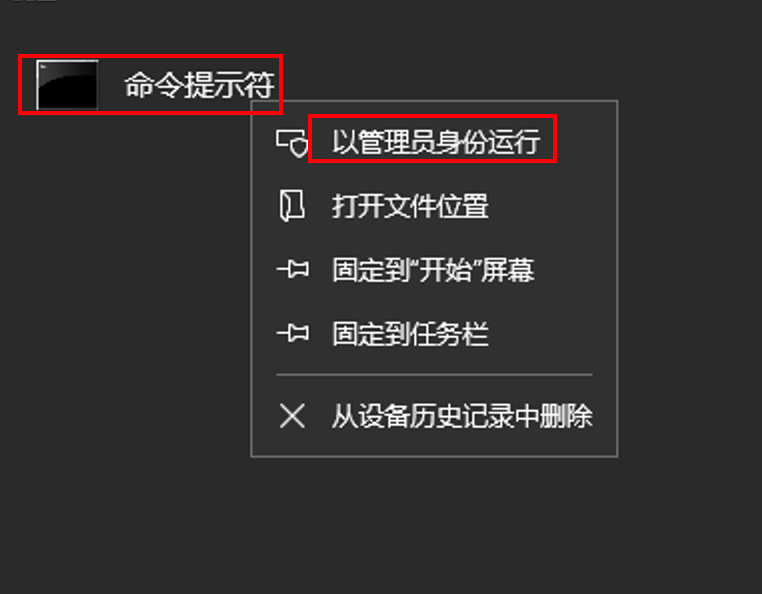 命令提示符
以管理员身份运行
打开文件位置
固定到“开始”屏幕
固定到任务栏
从设备历史记录中删除